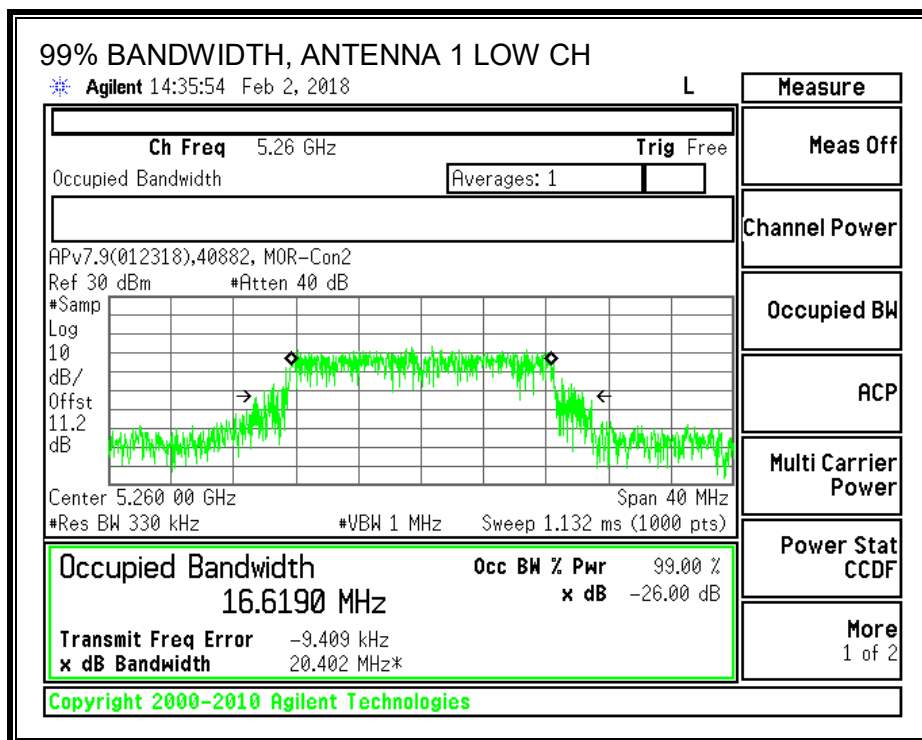 99% BANDWIDTH, ANTENNA 1 LOW CH
Agilent 14:35:54 Feb 2, 2018 L
Measure
Ch Freq 5.26 GHz Trig Free
Meas Off
Occupied Bandwidth Averages: 1
Channel Power
APv7.9(012318),40882, MOR-Con2
Ref 30 dBm #Atten 40 dB
#Samp
Log
10
dB/
Offst
11.2
dB
Occupied BW
ACP
Multi Carrier
Power
Center 5.260 00 GHz Span 40 MHz
#Res BW 330 kHz #VBW 1 MHz Sweep 1.132 ms (1000 pts)
Power Stat
CCDF
Occupied Bandwidth Occ BW % Pwr 99.00 %
16.6190 MHz x dB -26.00 dB
Transmit Freq Error -9.409 kHz
x dB Bandwidth 20.402 MHz*
More
1 of 2
Copyright 2000-2010 Agilent Technologies